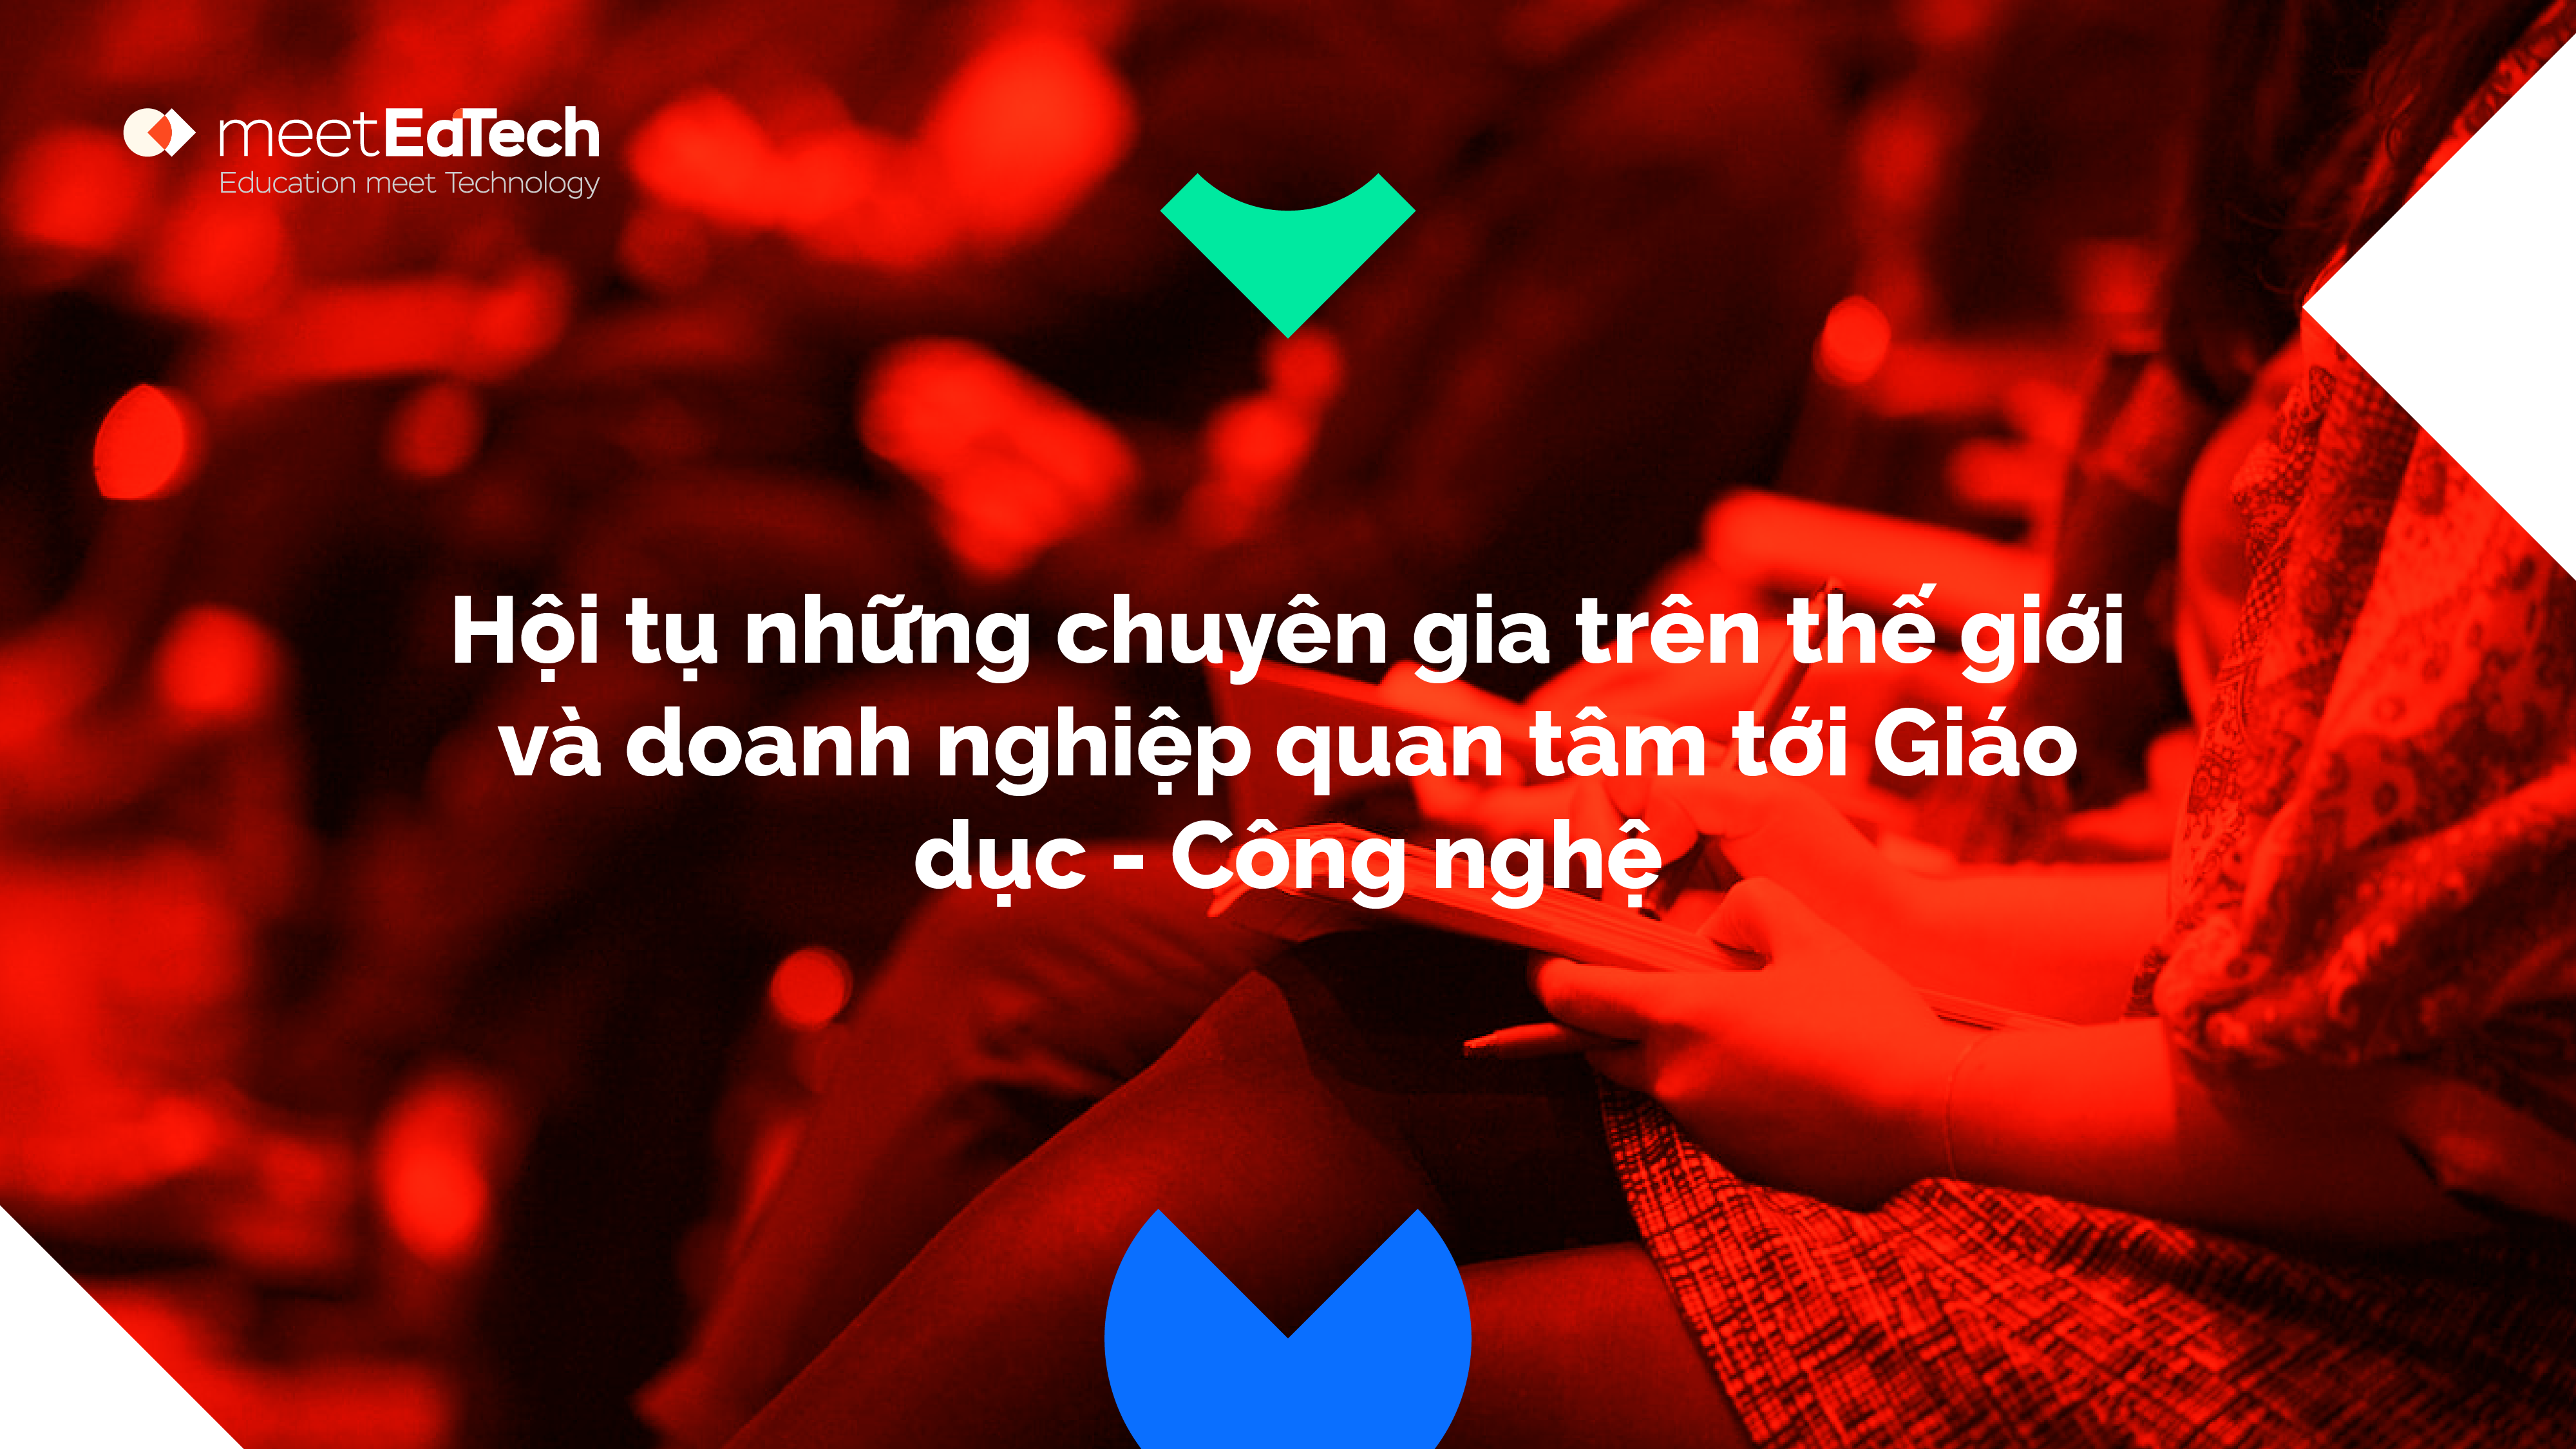 meetEdTech
Education meet Technology
Hội tụ những chuyên gia trên thế giới
và doanh nghiệp quan tâm tới Giáo
dục - Công nghệ